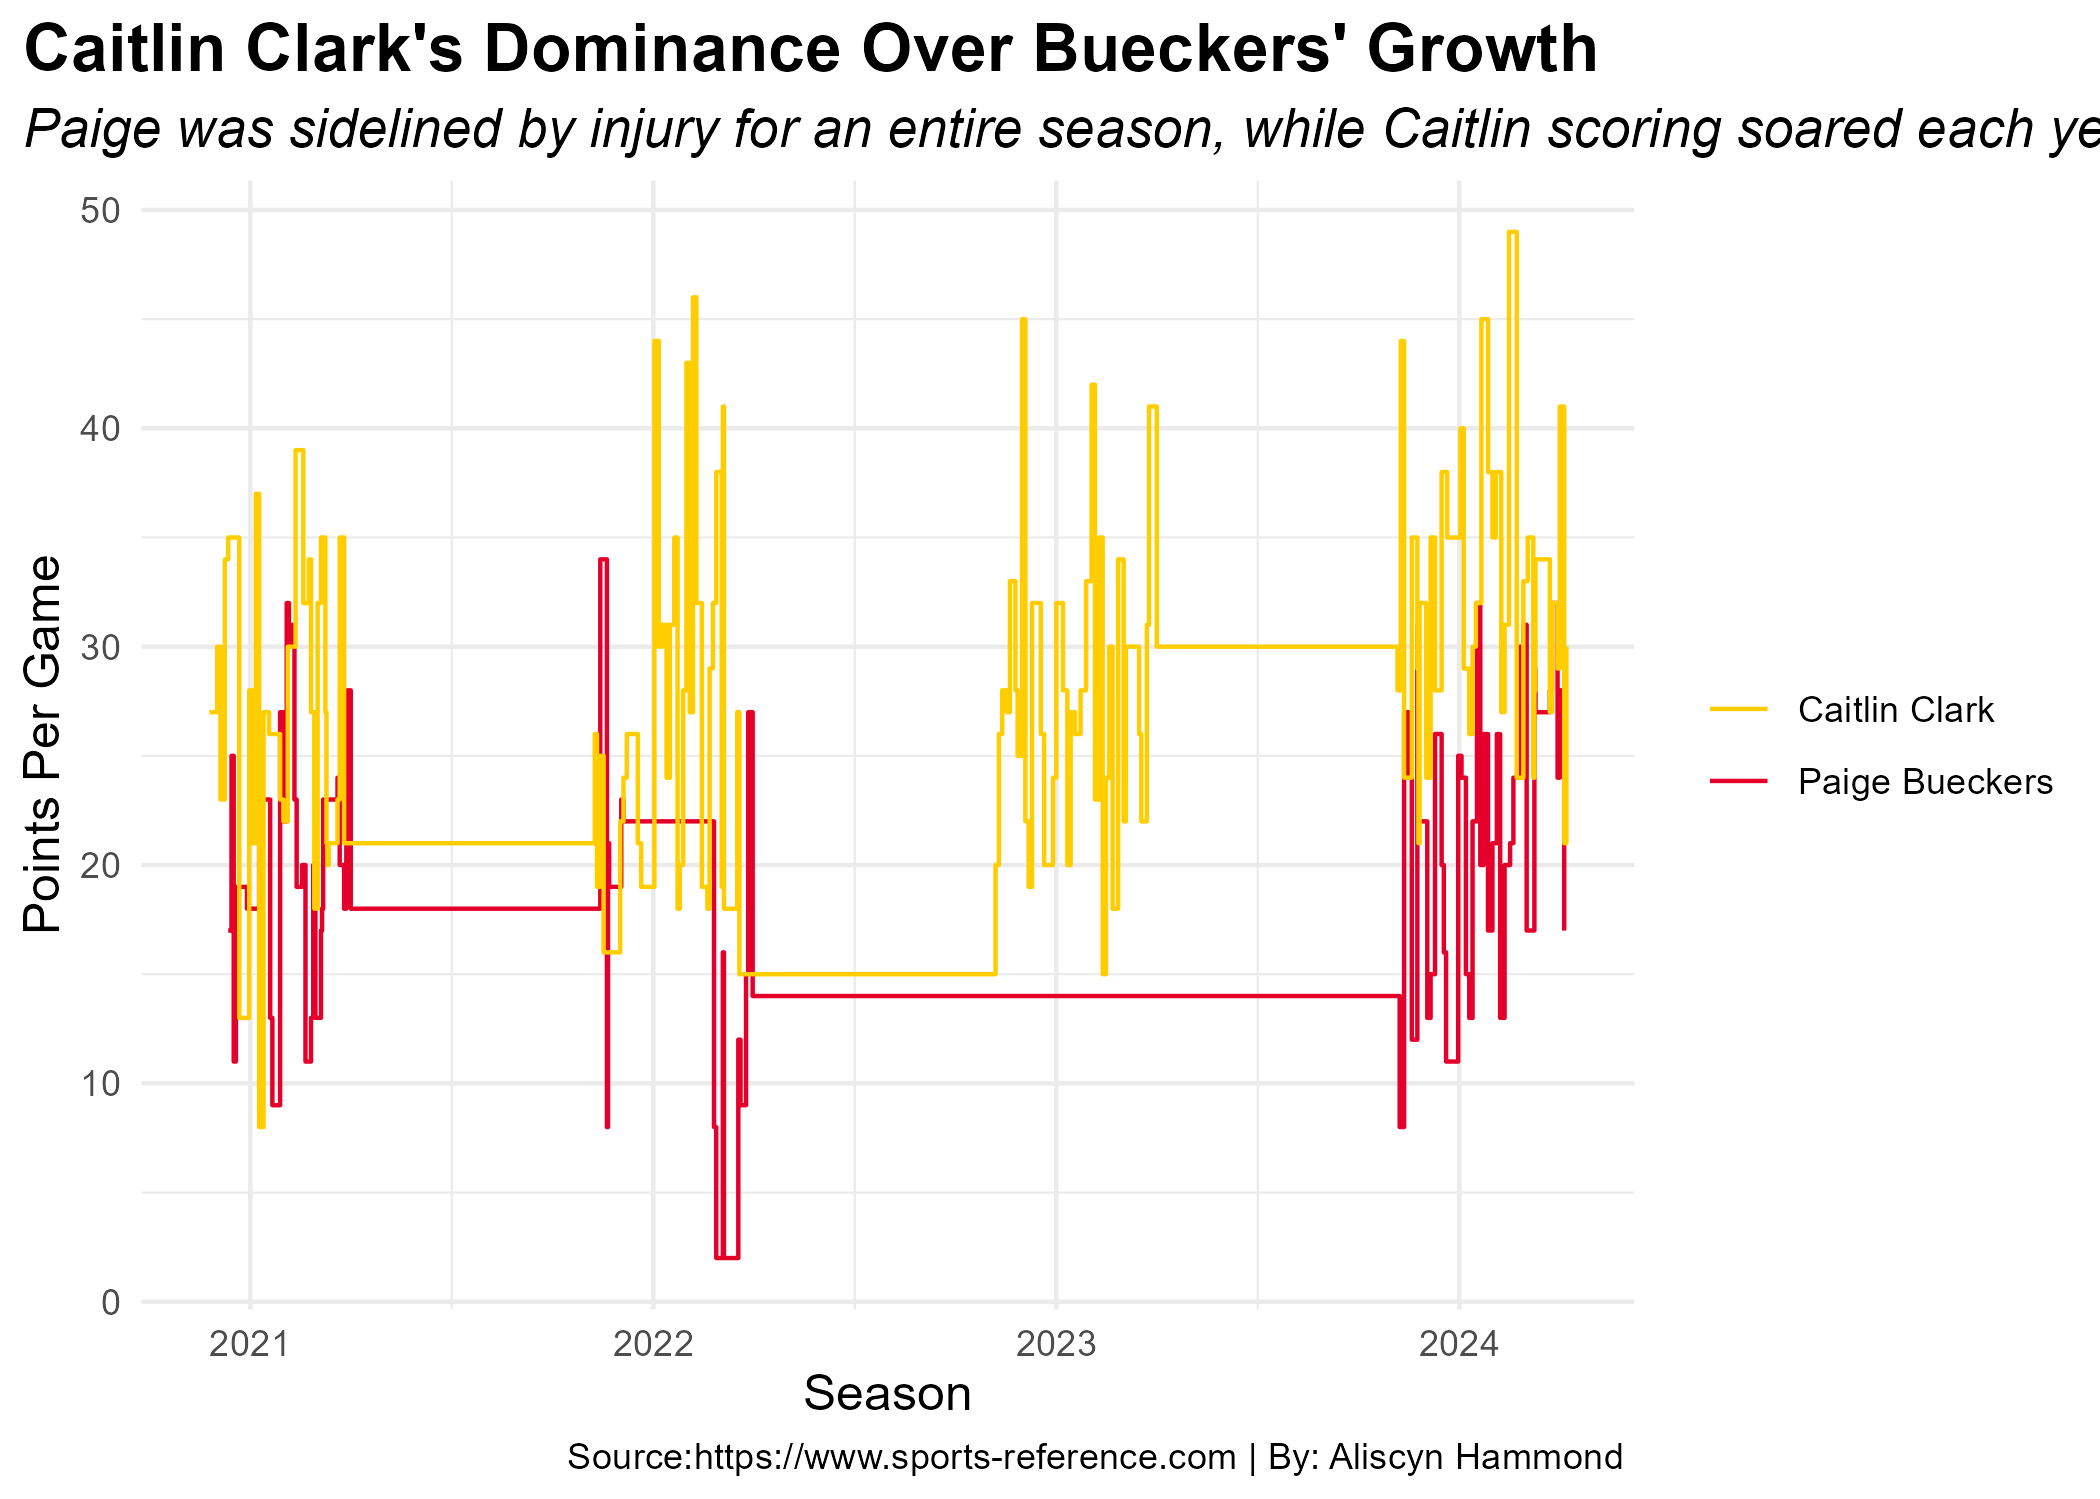 Caitlin Clark's Dominance Over Bueckers' Growth
Paige was sidelined by injury for an entire season, while Caitlin scoring soared each ye
Points Per Game
50
40
30
20
10
0
2021
2022
2023
2024
Season
Caitlin Clark
Paige Bueckers
Source:https://www.sports-reference.com | By: Aliscyn Hammond